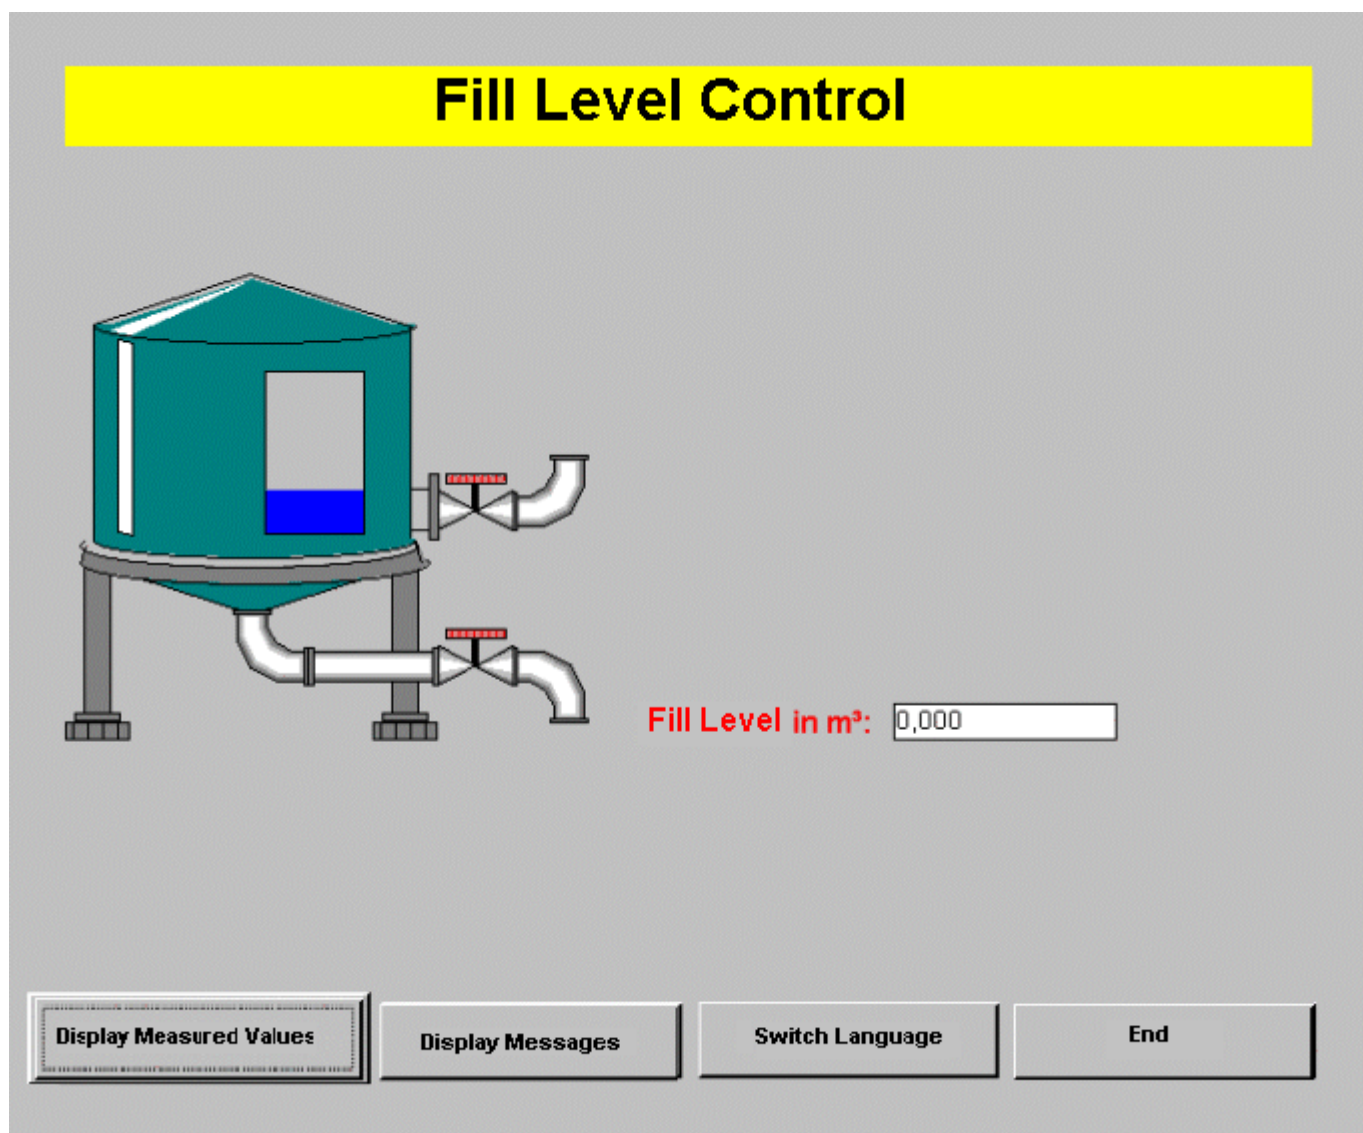 Fill Level Control
Fill Level in m³: 0,000
Display Measured Values
Display Messages
Switch Language
End